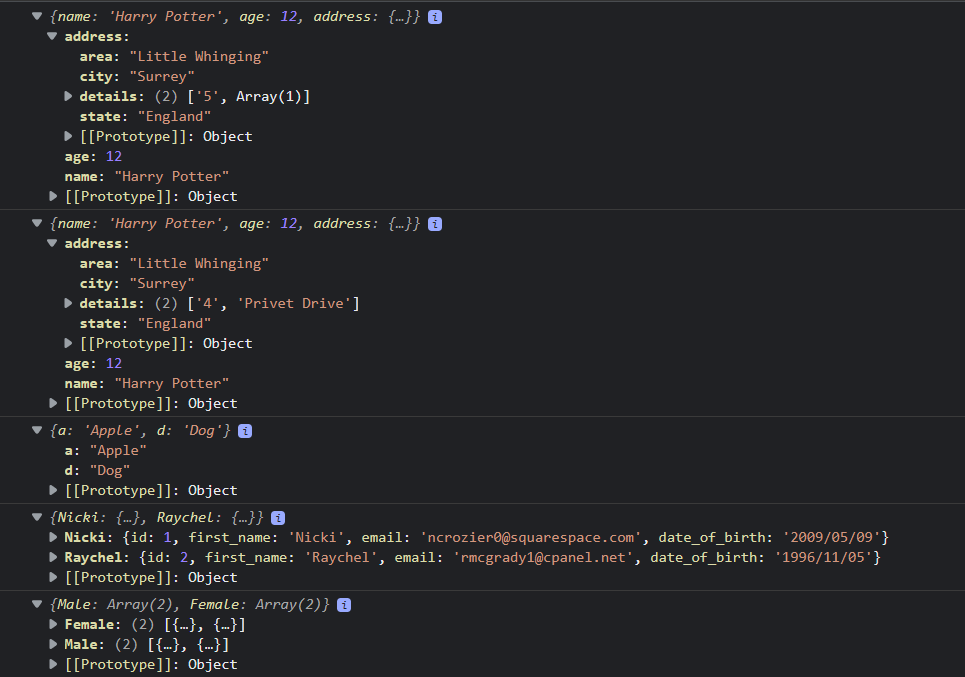 ▼ {name: 'Harry Potter', age: 12, address: {…}} i
▼ address:
area: "Little Whinging"
city: "Surrey"
▶ details: (2) ['5', Array(1)]
state: "England"
▶ [[Prototype]]: Object
age: 12
name: "Harry Potter"
▶ [[Prototype]]: Object
▼ {name: 'Harry Potter', age: 12, address: {…}} i
▼ address:
area: "Little Whinging"
city: "Surrey"
▶ details: (2) ['4', 'Privet Drive']
state: "England"
▶ [[Prototype]]: Object
age: 12
name: "Harry Potter"
▶ [[Prototype]]: Object
▼ {a: 'Apple', d: 'Dog'} i
a: "Apple"
d: "Dog"
▶ [[Prototype]]: Object
▼ {Nicki: {…}, Raychel: {…}} i
▶ Nicki: {id: 1, first_name: 'Nicki', email: 'ncrozier0@squarespace.com', date_of_birth: '2009/05/09'}
▶ Raychel: {id: 2, first_name: 'Raychel', email: 'rmcgrady1@cpanel.net', date_of_birth: '1996/11/05'}
▶ [[Prototype]]: Object
▼ {Male: Array(2), Female: Array(2)} i
▶ Female: (2) [{…}, {…}]
▶ Male: (2) [{…}, {…}]
▶ [[Prototype]]: Object